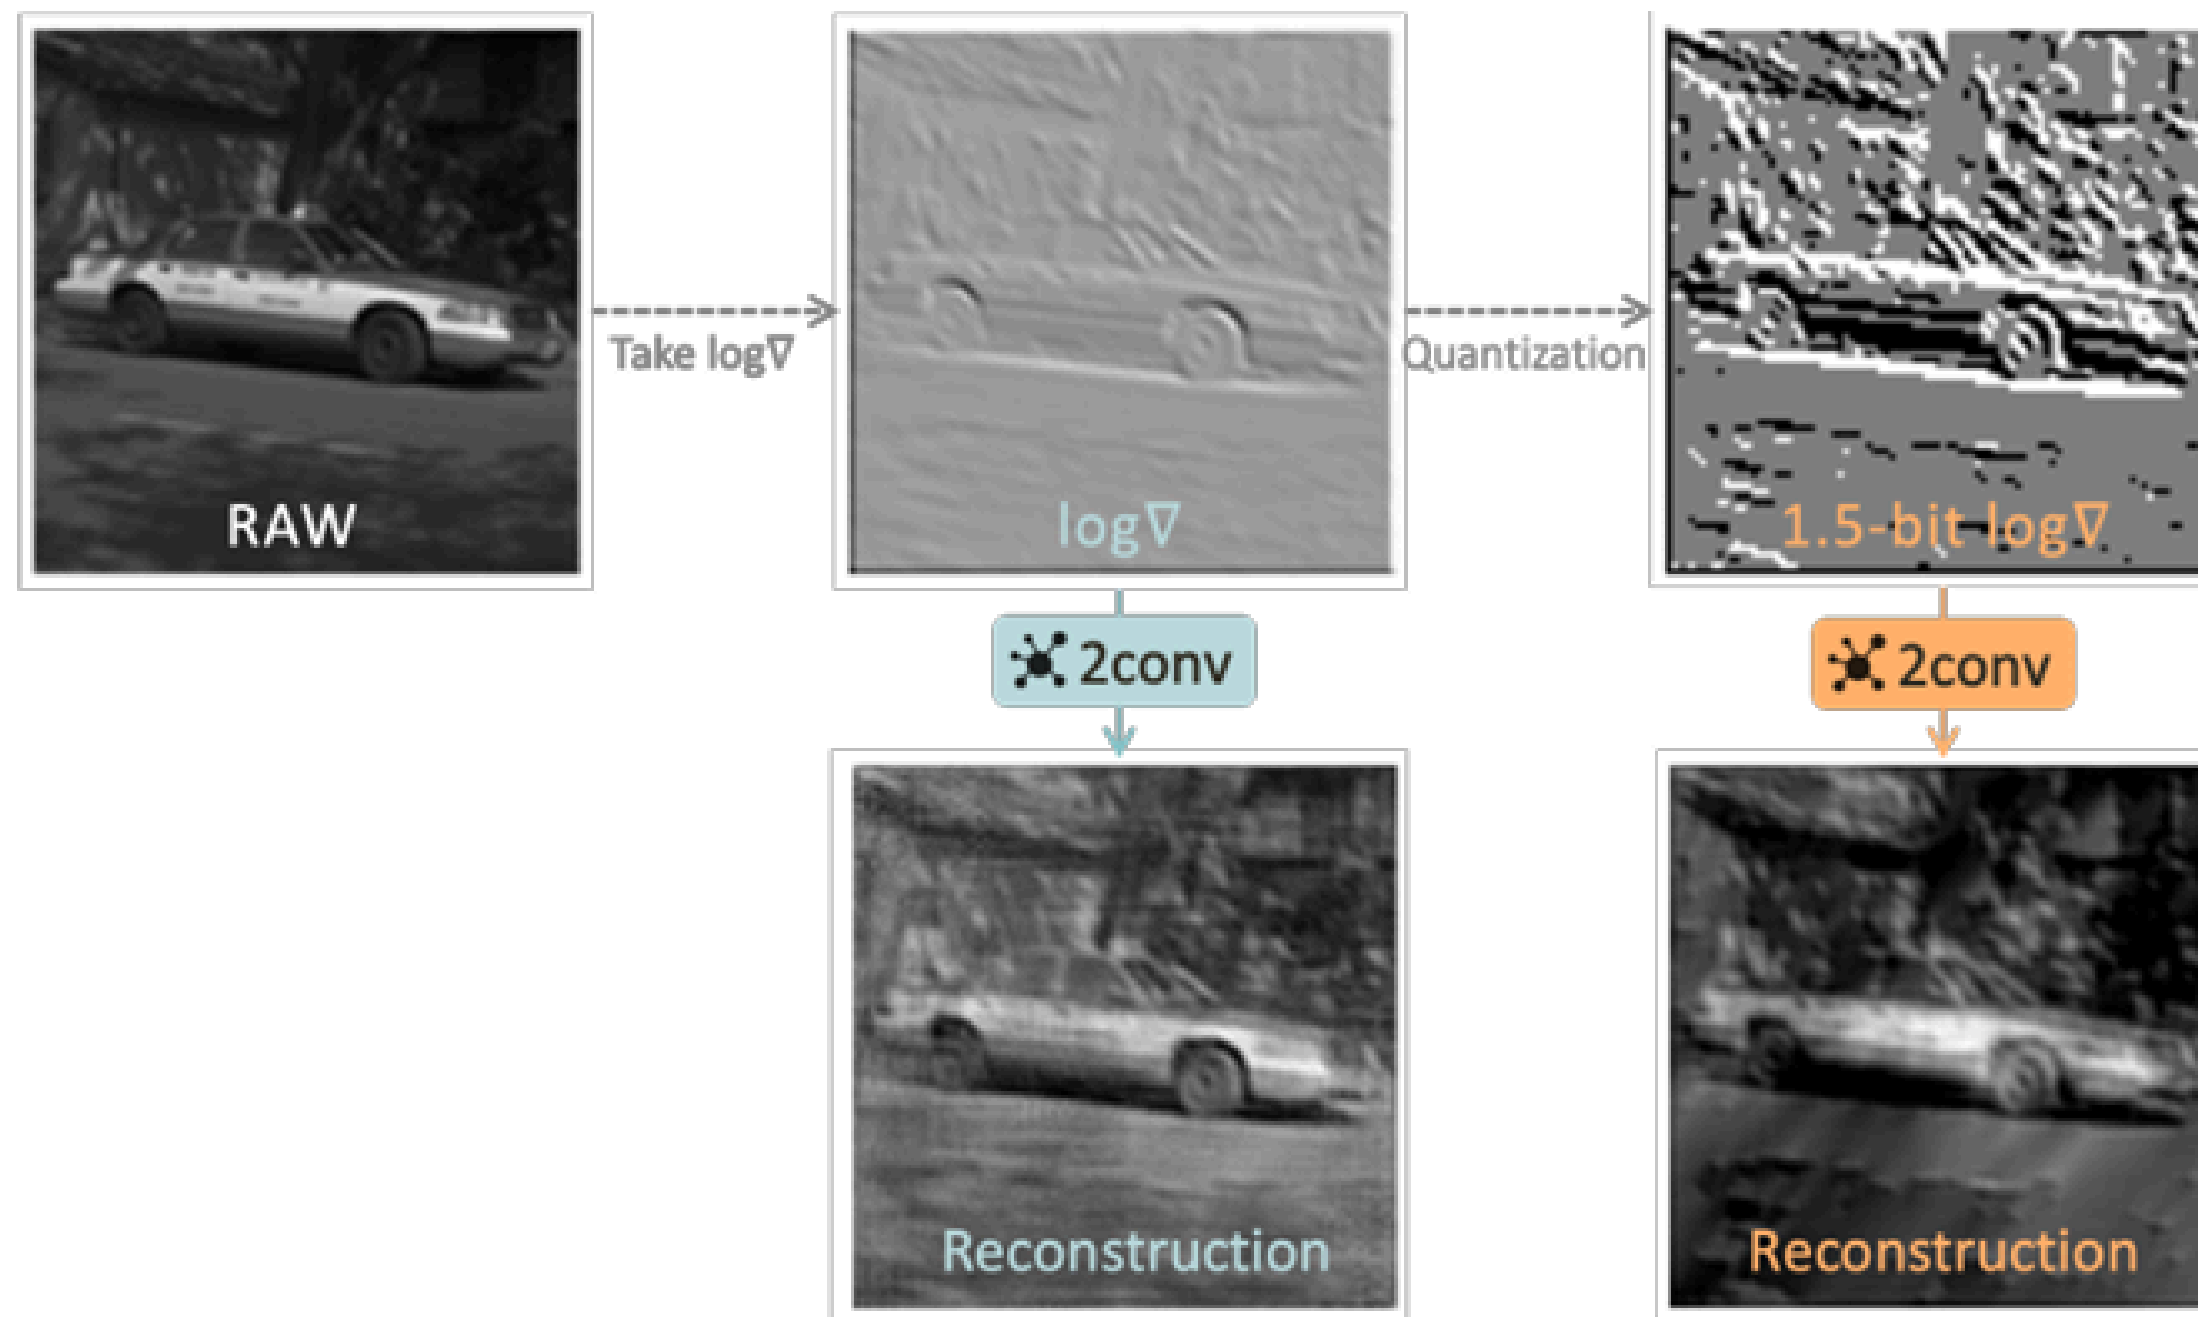 RAW
Take log∇
log∇
Quantization
1.5-bit log∇
2conv
2conv
Reconstruction
Reconstruction